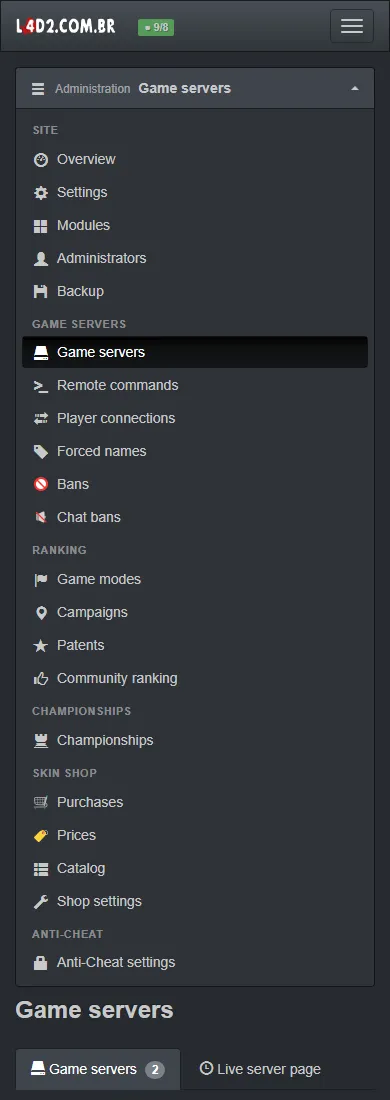 L4D2.COM.BR
9/8
Administration Game servers
SITE
Overview
Settings
Modules
Administrators
Backup
GAME SERVERS
Game servers
Remote commands
Player connections
Forced names
Bans
Chat bans
RANKING
Game modes
Campaigns
Patents
Community ranking
CHAMPIONSHIPS
Championships
SKIN SHOP
Purchases
Prices
Catalog
Shop settings
ANTI-CHEAT
Anti-Cheat settings
Game servers
Game servers 2 Live server page